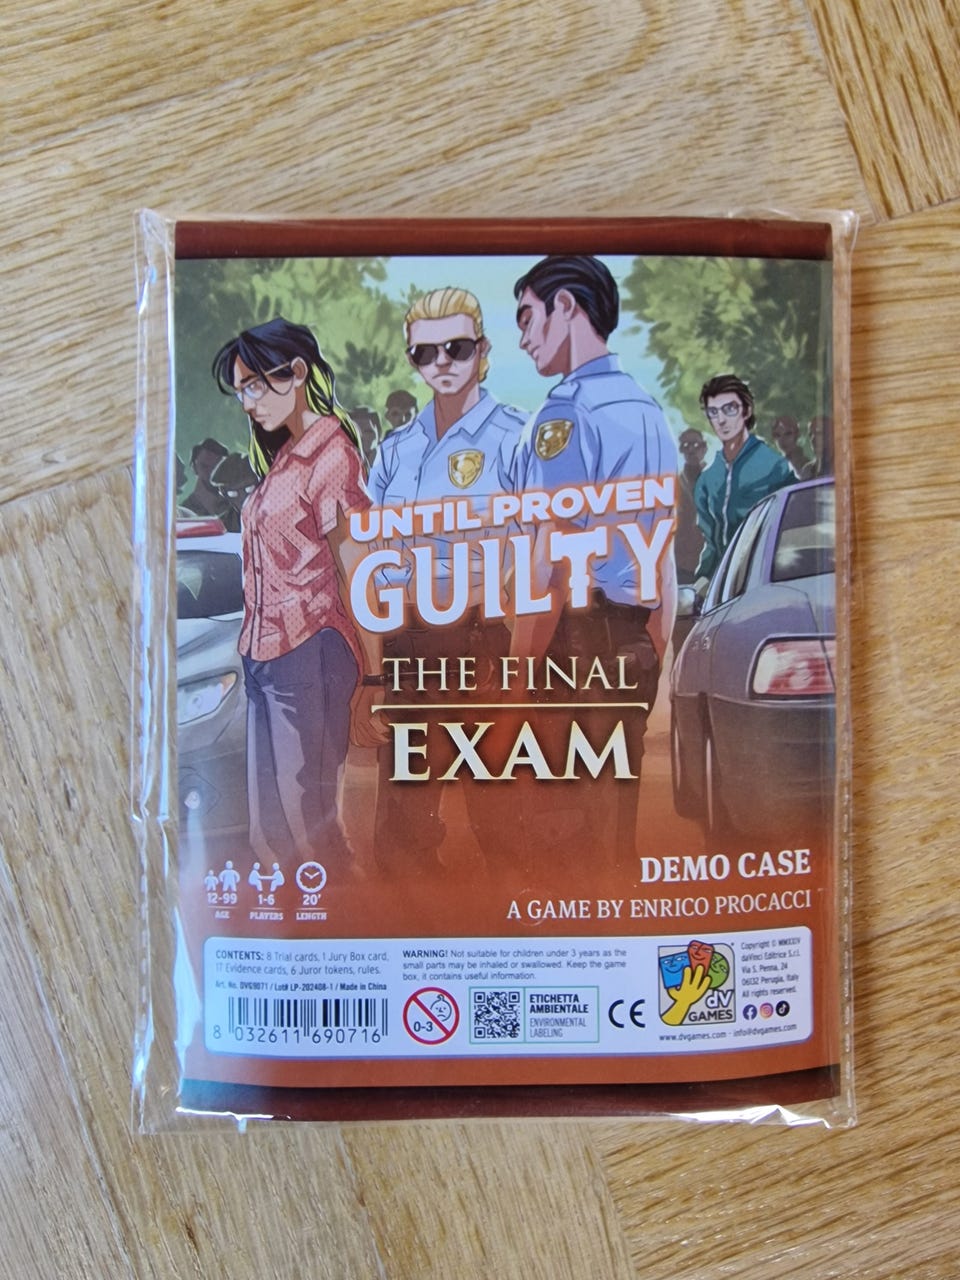 UNTIL PROVEN
GUILTY
THE FINAL
EXAM
DEMO CASE
A GAME BY ENRICO PROCACCI
12-99
AGE
1-6
PLAYERS
20'
LENGTH
CONTENTS: 8 Trial cards, 1 Jury Box card,
17 Evidence cards, 6 Juror tokens, rules.
Art. No. DVG9071 / Lot# LP-202408-1 / Made in China
8 032611 690716
WARNING! Not suitable for children under 3 years as the
small parts may be inhaled or swallowed. Keep the game
box, it contains useful information.
0-3
ETICHETTA
AMBIENTALE
ENVIRONMENTAL
LABELING
CE
dV
GAMES
Copyright © MMXXIV
daVinci Editrice S.r.l.
Via S. Penna, 24
06132 Perugia, Italy
All rights reserved.
www.dvgames.com - info@dvgames.com